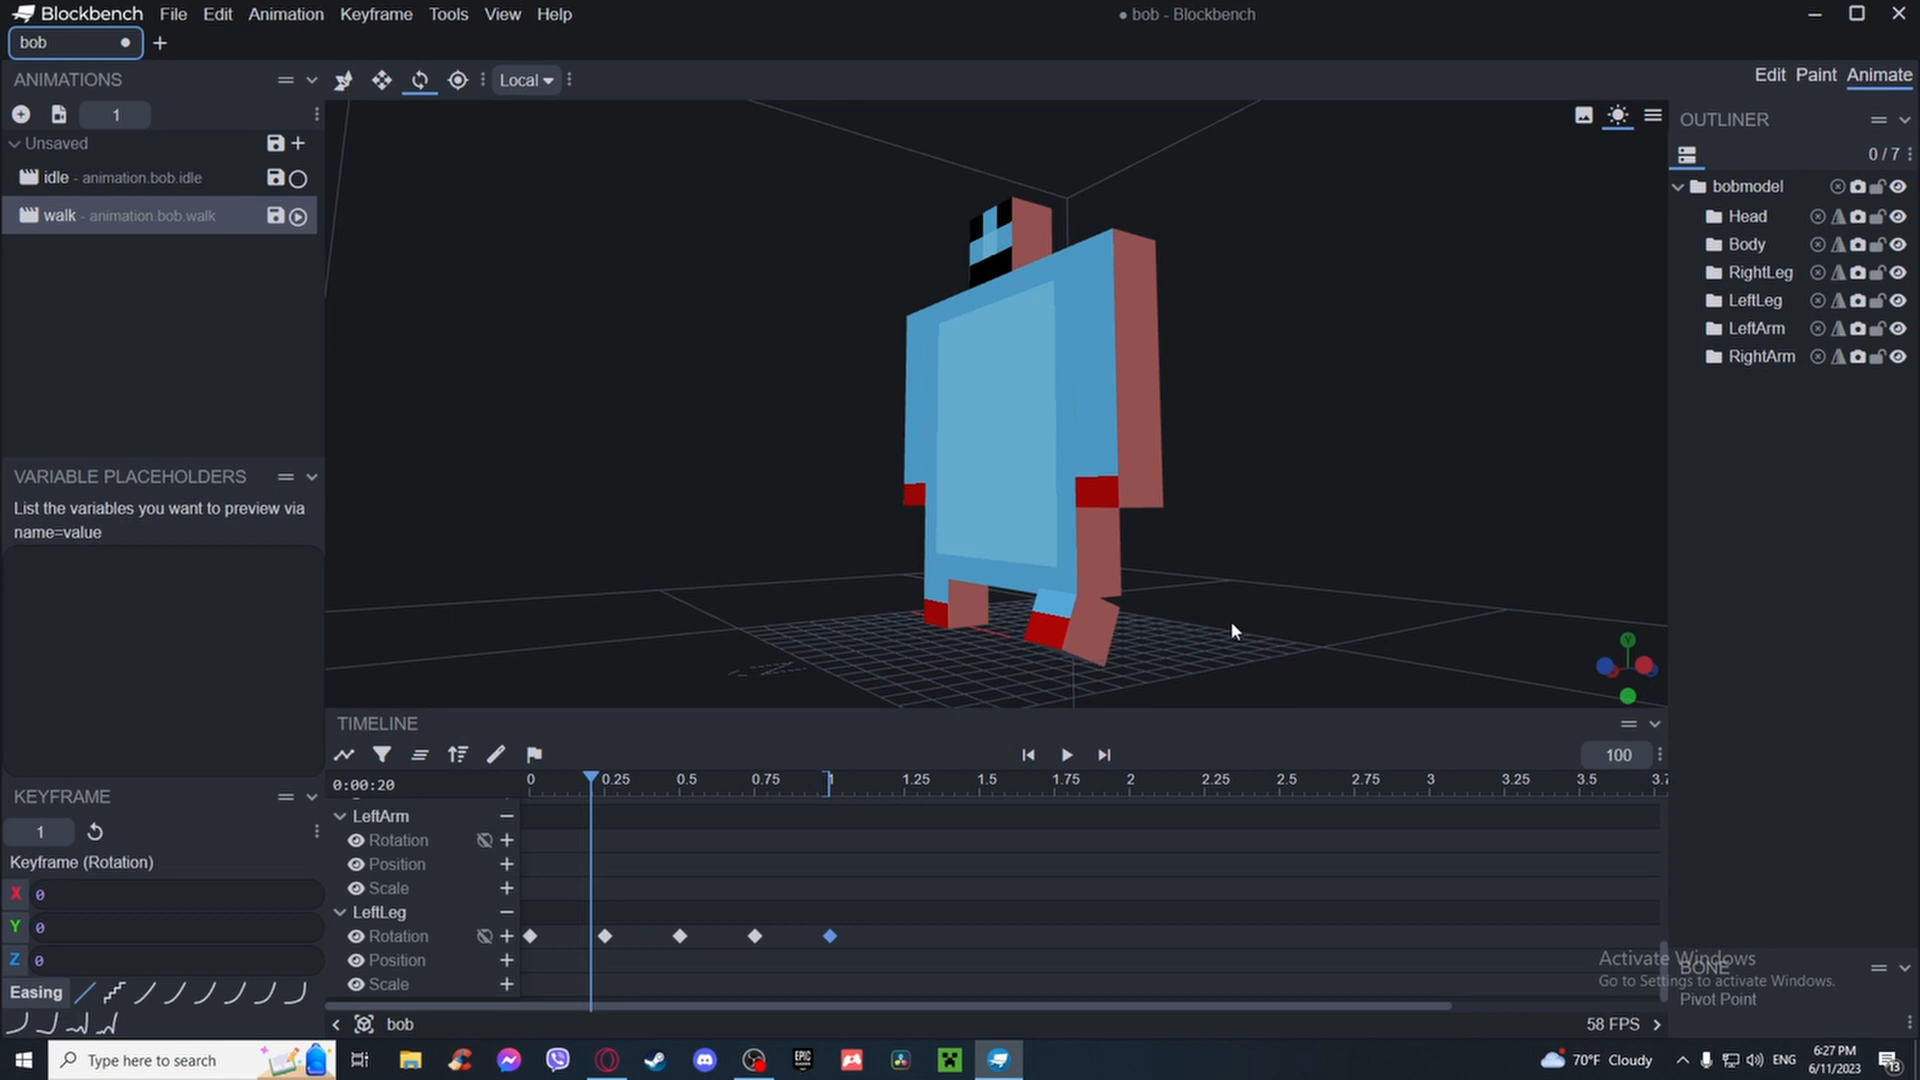 Blockbench File Edit Animation Keyframe Tools View Help
● bob - Blockbench
bob
ANIMATIONS
Local
Edit Paint Animate
1
Unsaved
idle - animation.bob.idle
walk - animation.bob.walk
OUTLINER
0 / 7
bobmodel
Head
Body
RightLeg
LeftLeg
LeftArm
RightArm
VARIABLE PLACEHOLDERS
List the variables you want to preview via
name=value
Y
TIMELINE
100
0:00:20
0 0.25 0.5 0.75 1 1.25 1.5 1.75 2 2.25 2.5 2.75 3 3.25 3.5 3.7
LeftArm
Rotation
Position
Scale
LeftLeg
Rotation
Position
Scale
KEYFRAME
1
Keyframe (Rotation)
X 0
Y 0
Z 0
Easing
Activate Windows
Go to Settings to activate Windows.
BONE
Pivot Point
bob
58 FPS
Type here to search
EPIC
70°F Cloudy
ENG
6:27 PM
6/11/2023
13